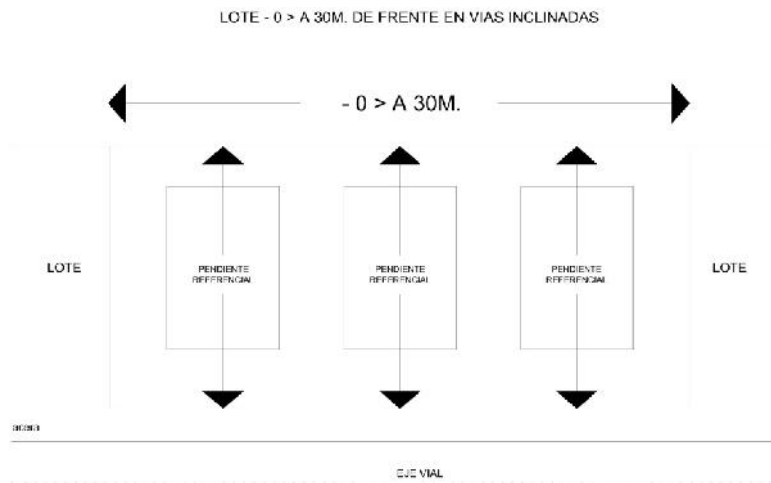 LOTE - 0 > A 30M. DE FRENTE EN VIAS INCLINADAS
- 0 > A 30M.
LOTE
PENDIENTE
REFERENCIAL
PENDIENTE
REFERENCIAL
PENDIENTE
REFERENCIAL
LOTE
acera
EJE VIAL